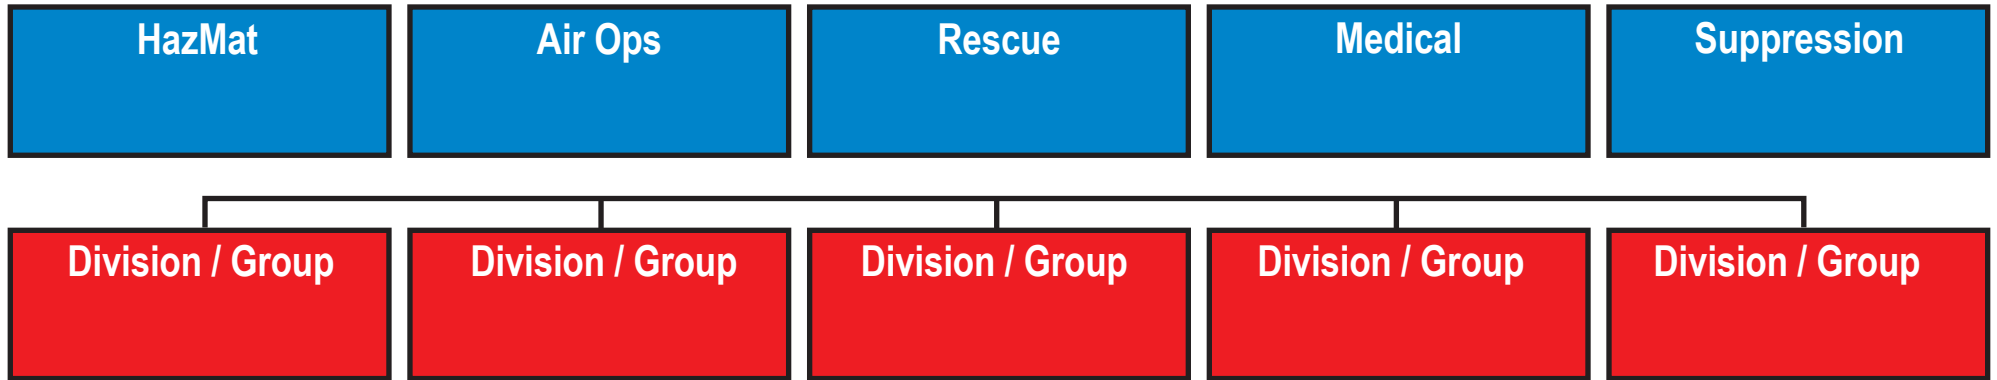 HazMat
Air Ops
Rescue
Medical
Suppression
Division / Group
Division / Group
Division / Group
Division / Group
Division / Group